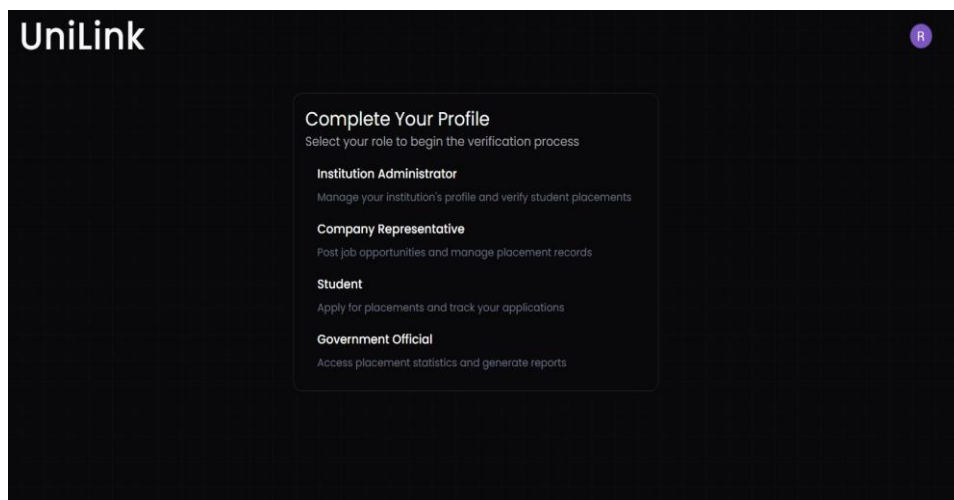 UniLink
R
Complete Your Profile
Select your role to begin the verification process
Institution Administrator
Manage your institution's profile and verify student placements
Company Representative
Post job opportunities and manage placement records
Student
Apply for placements and track your applications
Government Official
Access placement statistics and generate reports